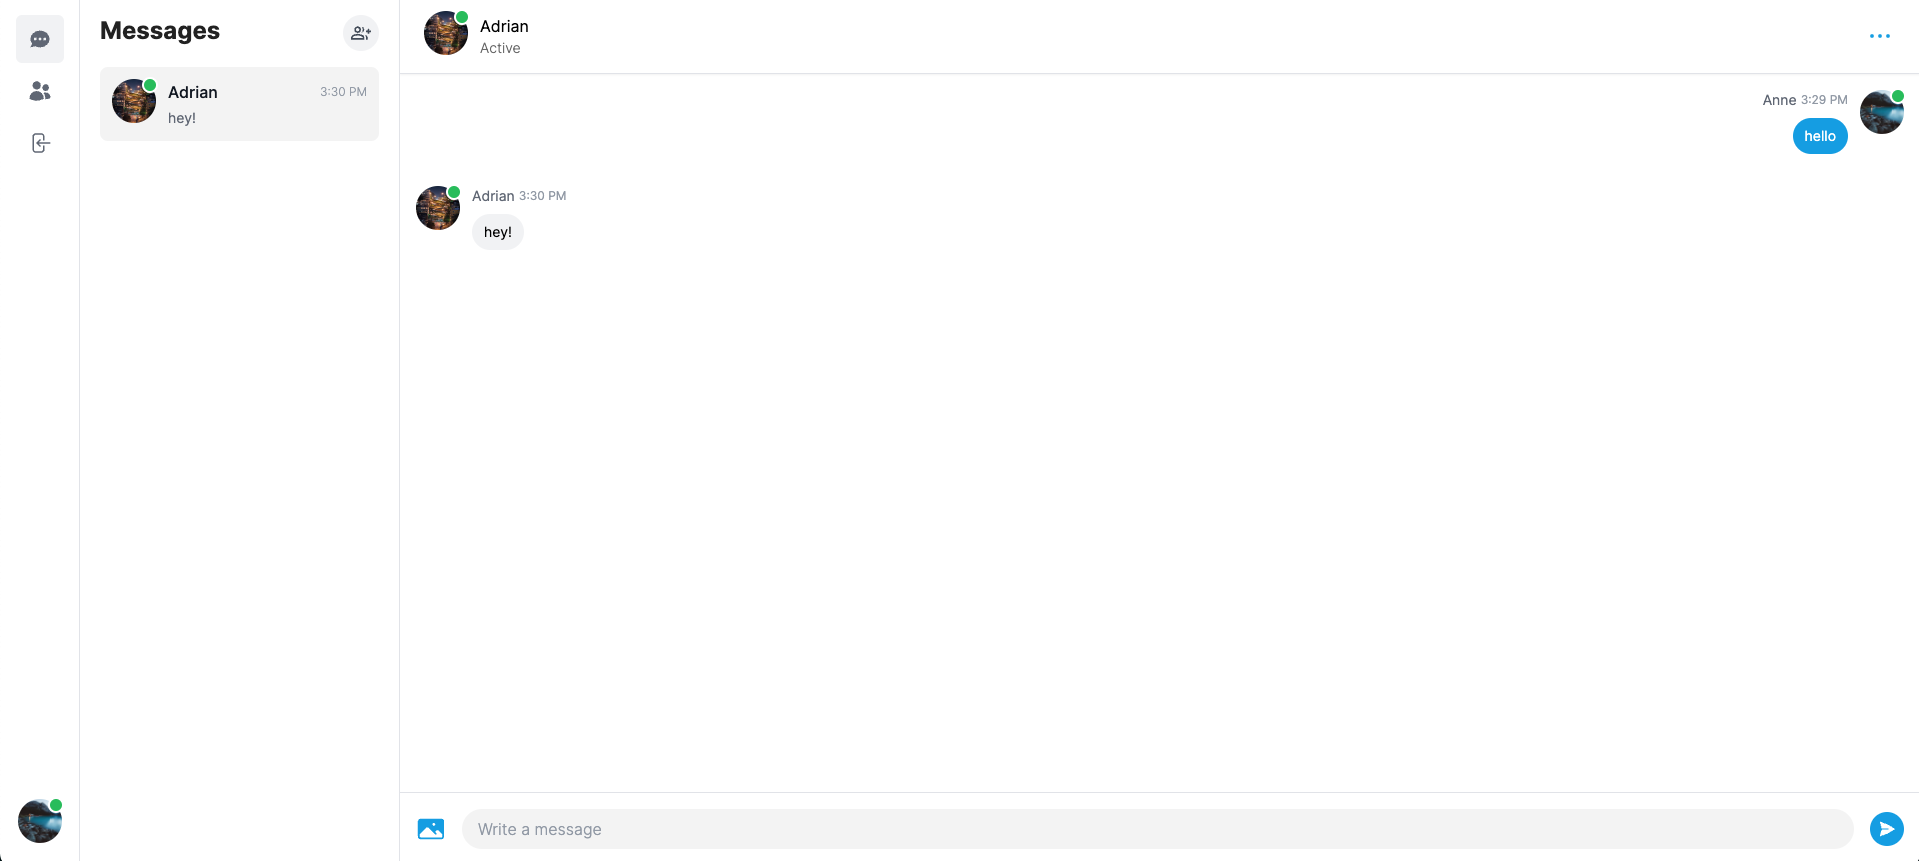 Messages
Adrian 3:30 PM
hey!
Adrian
Active
Anne 3:29 PM
hello
Adrian 3:30 PM
hey!
Write a message